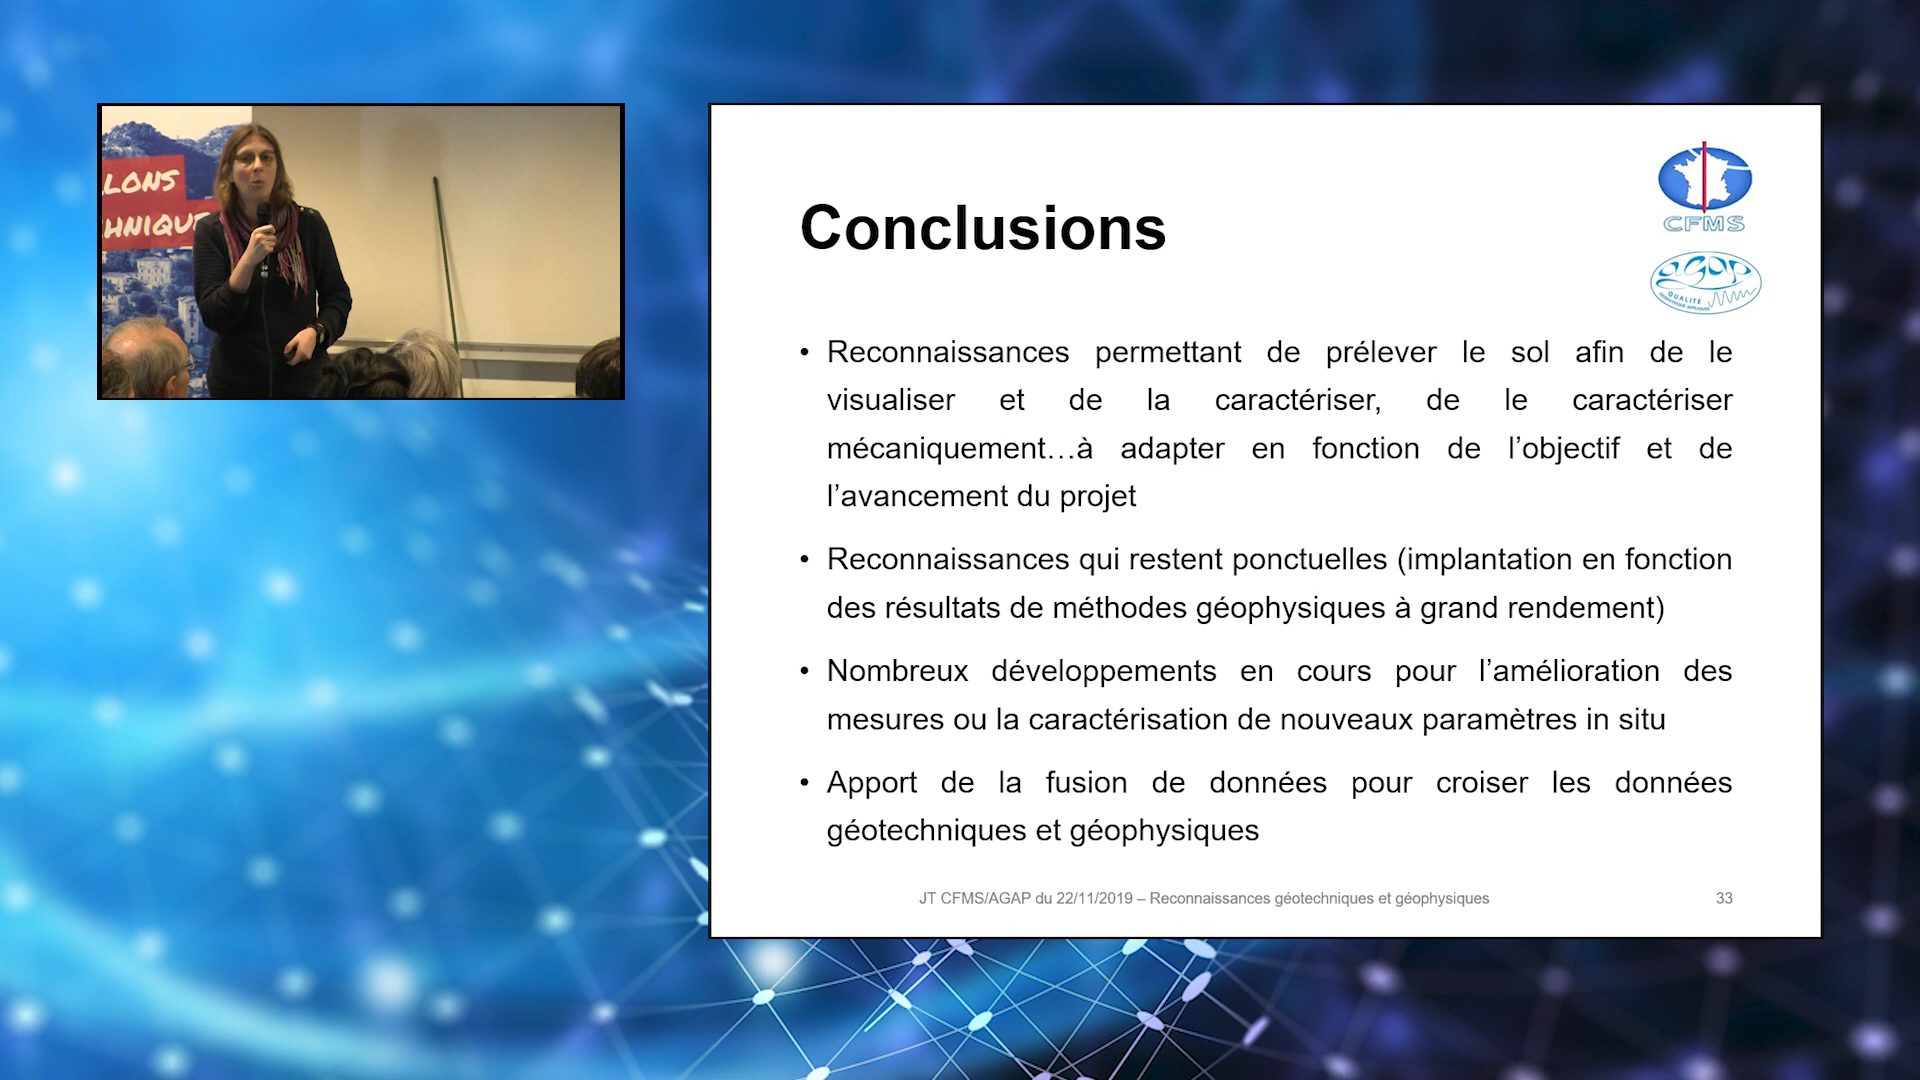 LONS
HNIQUE
Conclusions
CFMS
agap
QUALITÉ
• Reconnaissances permettant de prélever le sol afin de le
visualiser et de la caractériser, de le caractériser
mécaniquement…à adapter en fonction de l’objectif et de
l’avancement du projet
• Reconnaissances qui restent ponctuelles (implantation en fonction
des résultats de méthodes géophysiques à grand rendement)
• Nombreux développements en cours pour l’amélioration des
mesures ou la caractérisation de nouveaux paramètres in situ
• Apport de la fusion de données pour croiser les données
géotechniques et géophysiques
JT CFMS/AGAP du 22/11/2019 – Reconnaissances géotechniques et géophysiques
33